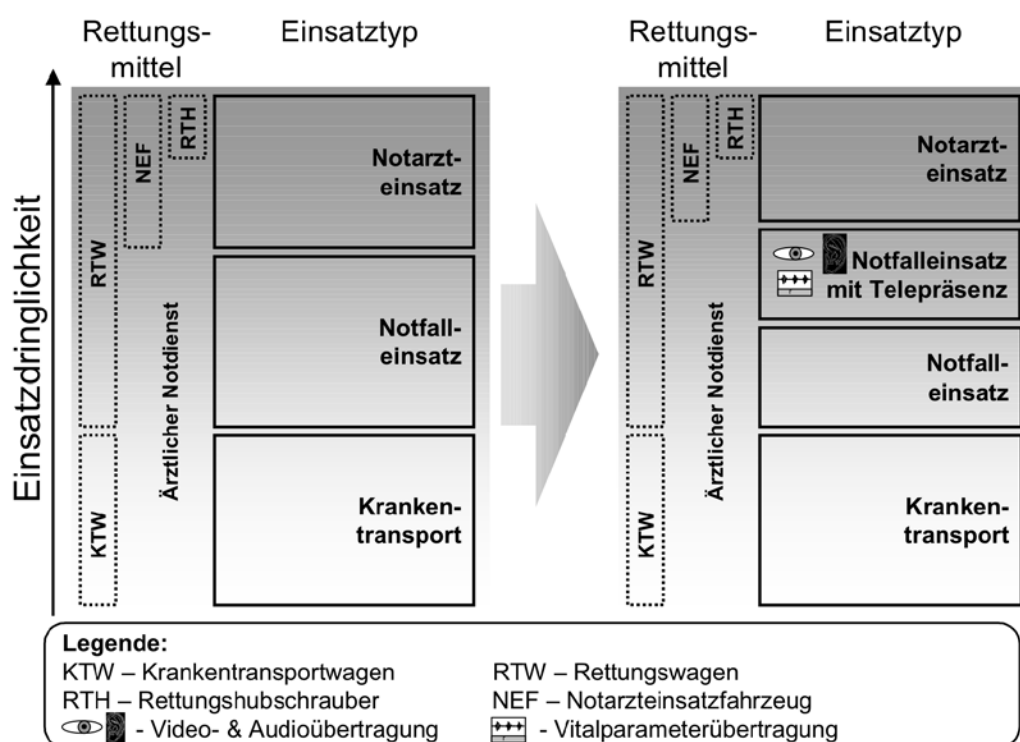 Rettungs-
mittel
Einsatztyp
Rettungs-
mittel
Einsatztyp
Einsatzdringlichkeit
RTW
NEF
RTH
KTW
Ärztlicher Notdienst
Notarzt-
einsatz
Notfall-
einsatz
Kranken-
transport
RTW
NEF
RTH
KTW
Ärztlicher Notdienst
Notarzt-
einsatz
Notfalleinsatz
mit Telepräsenz
Notfall-
einsatz
Kranken-
transport
Legende:
KTW – Krankentransportwagen
RTW – Rettungswagen
RTH – Rettungshubschrauber
NEF – Notarzteinsatzfahrzeug
- Video- & Audioübertragung
- Vitalparameterübertragung